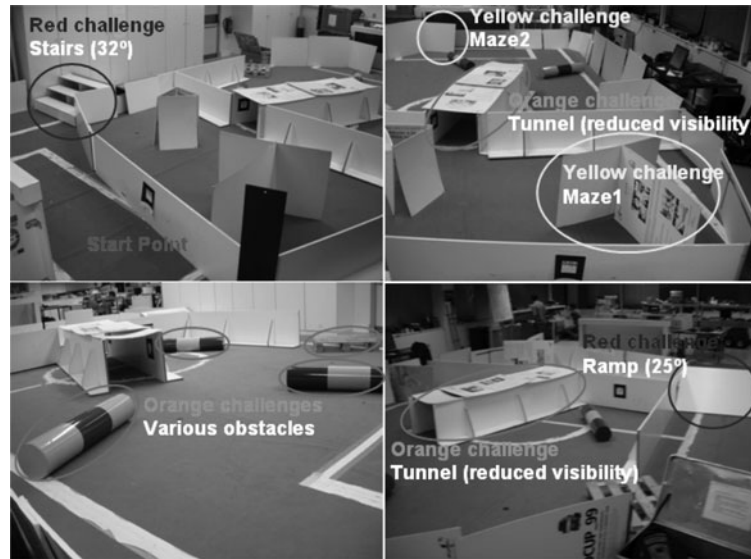 Red challenge
Stairs (32º)
Start Point
Yellow challenge
Maze2
Orange challenge
Tunnel (reduced visibility
Yellow challenge
Maze1
Orange challenges
Various obstacles
Red challenge
Ramp (25º)
Orange challenge
Tunnel (reduced visibility)
CUP_99